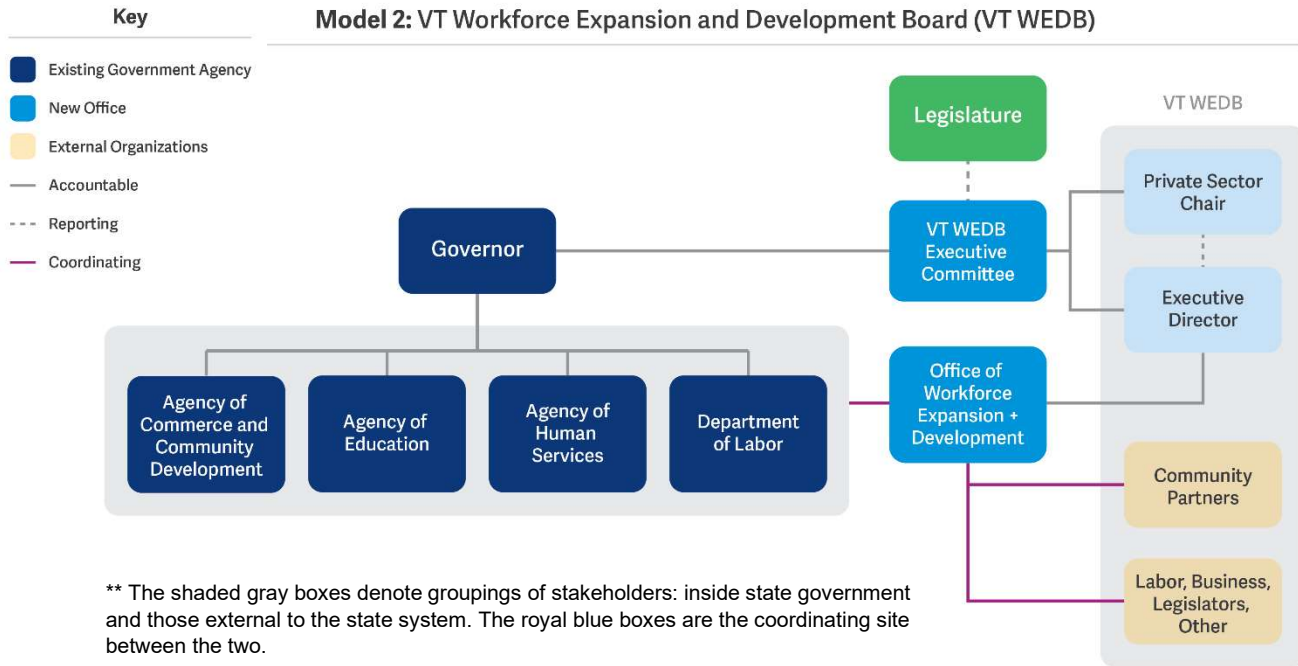 Key
Model 2: VT Workforce Expansion and Development Board (VT WEDB)
Existing Government Agency
New Office
External Organizations
Accountable
Reporting
Coordinating
Legislature
VT WEDB
Private Sector
Chair
Governor
VT WEDB
Executive
Committee
Executive
Director
Agency of
Commerce and
Community
Development
Agency of
Education
Agency of
Human
Services
Department
of Labor
Office of
Workforce
Expansion +
Development
Community
Partners
Labor, Business,
Legislators,
Other
** The shaded gray boxes denote groupings of stakeholders: inside state government
and those external to the state system. The royal blue boxes are the coordinating site
between the two.